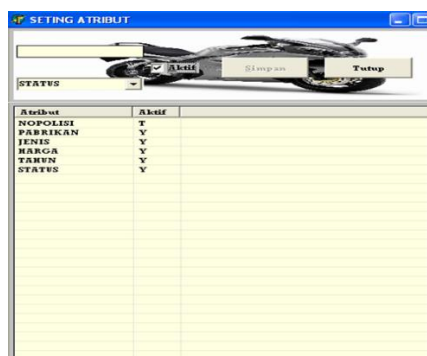 SETING ATRIBUT
Aktif
Simpan
Tutup
STATUS
Atribut Aktif
NOPOLISI T
PABRIKAN Y
JENIS Y
HARGA Y
TAHUN Y
STATUS Y